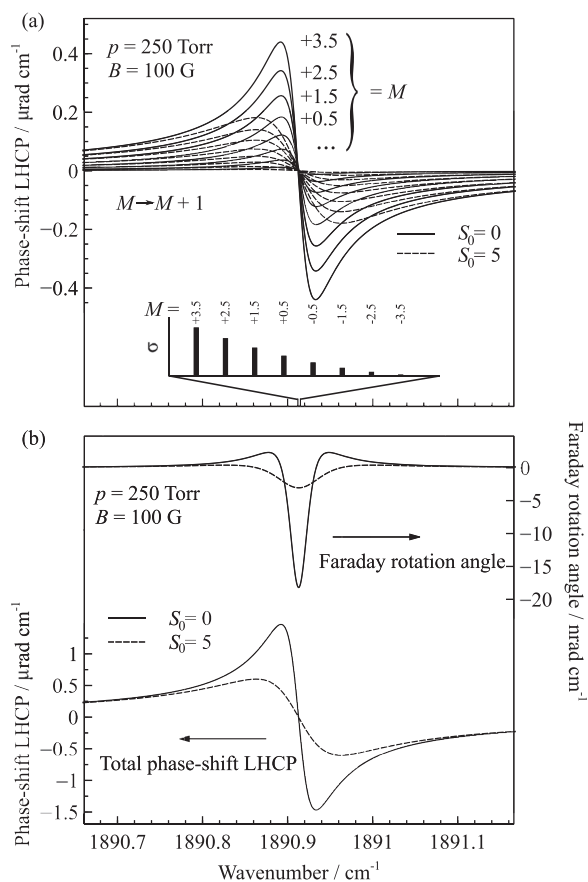 (a)
p = 250 Torr
B = 100 G
+3.5
+2.5
+1.5
+0.5
...
= M
M→M + 1
S₀= 0
S₀= 5
M =
+3.5
+2.5
+1.5
+0.5
-0.5
-1.5
-2.5
-3.5
σ
0.4
0.2
0
−0.2
−0.4
Phase-shift LHCP / μrad cm⁻¹
(b)
p = 250 Torr
B = 100 G
Faraday rotation angle
0
−5
−10
−15
−20
Faraday rotation angle / nrad cm⁻¹
S₀= 0
S₀= 5
Total phase-shift LHCP
1
0.5
0
−0.5
−1
−1.5
Phase-shift LHCP / μrad cm⁻¹
1890.7 1890.8 1890.9 1891 1891.1
Wavenumber / cm⁻¹